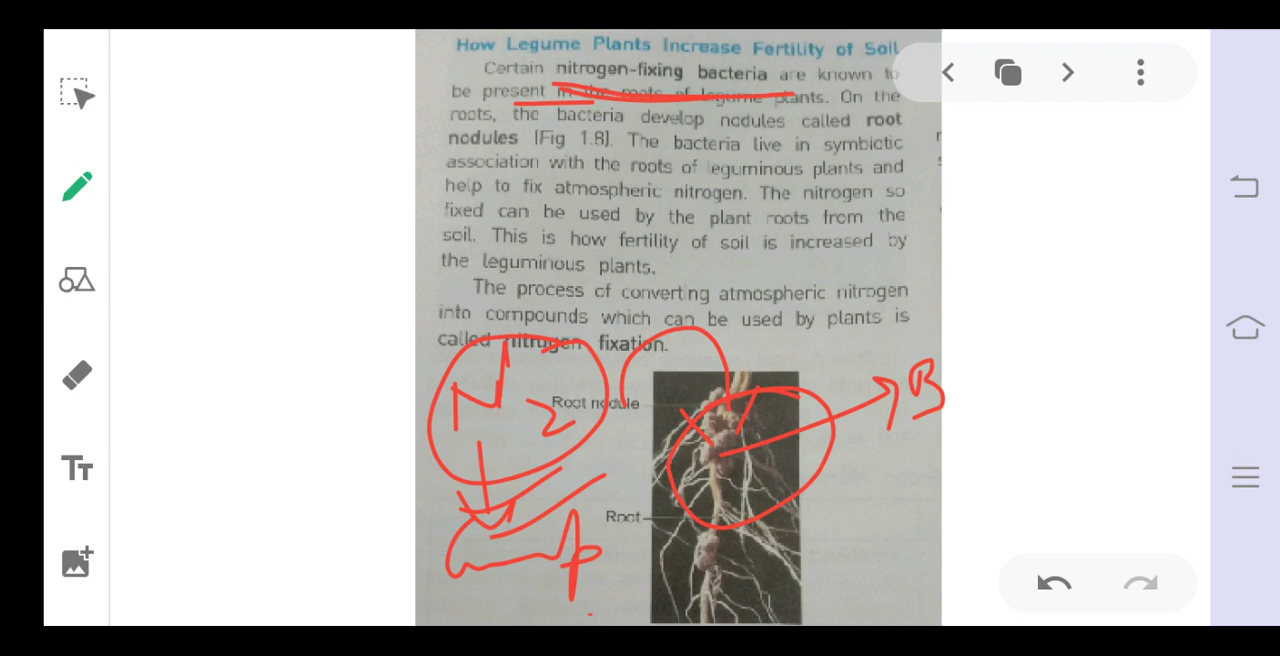 How Legume Plants Increase Fertility of Soil
Certain nitrogen-fixing bacteria are known to
be present in the roots of legume plants. On the
roots, the bacteria develop nodules called root
nodules [Fig 1.8]. The bacteria live in symbiotic
association with the roots of leguminous plants and
help to fix atmospheric nitrogen. The nitrogen so
fixed can be used by the plant roots from the
soil. This is how fertility of soil is increased by
the leguminous plants.
The process of converting atmospheric nitrogen
into compounds which can be used by plants is
called nitrogen fixation.
N2
Root nodule
B
Root
TT